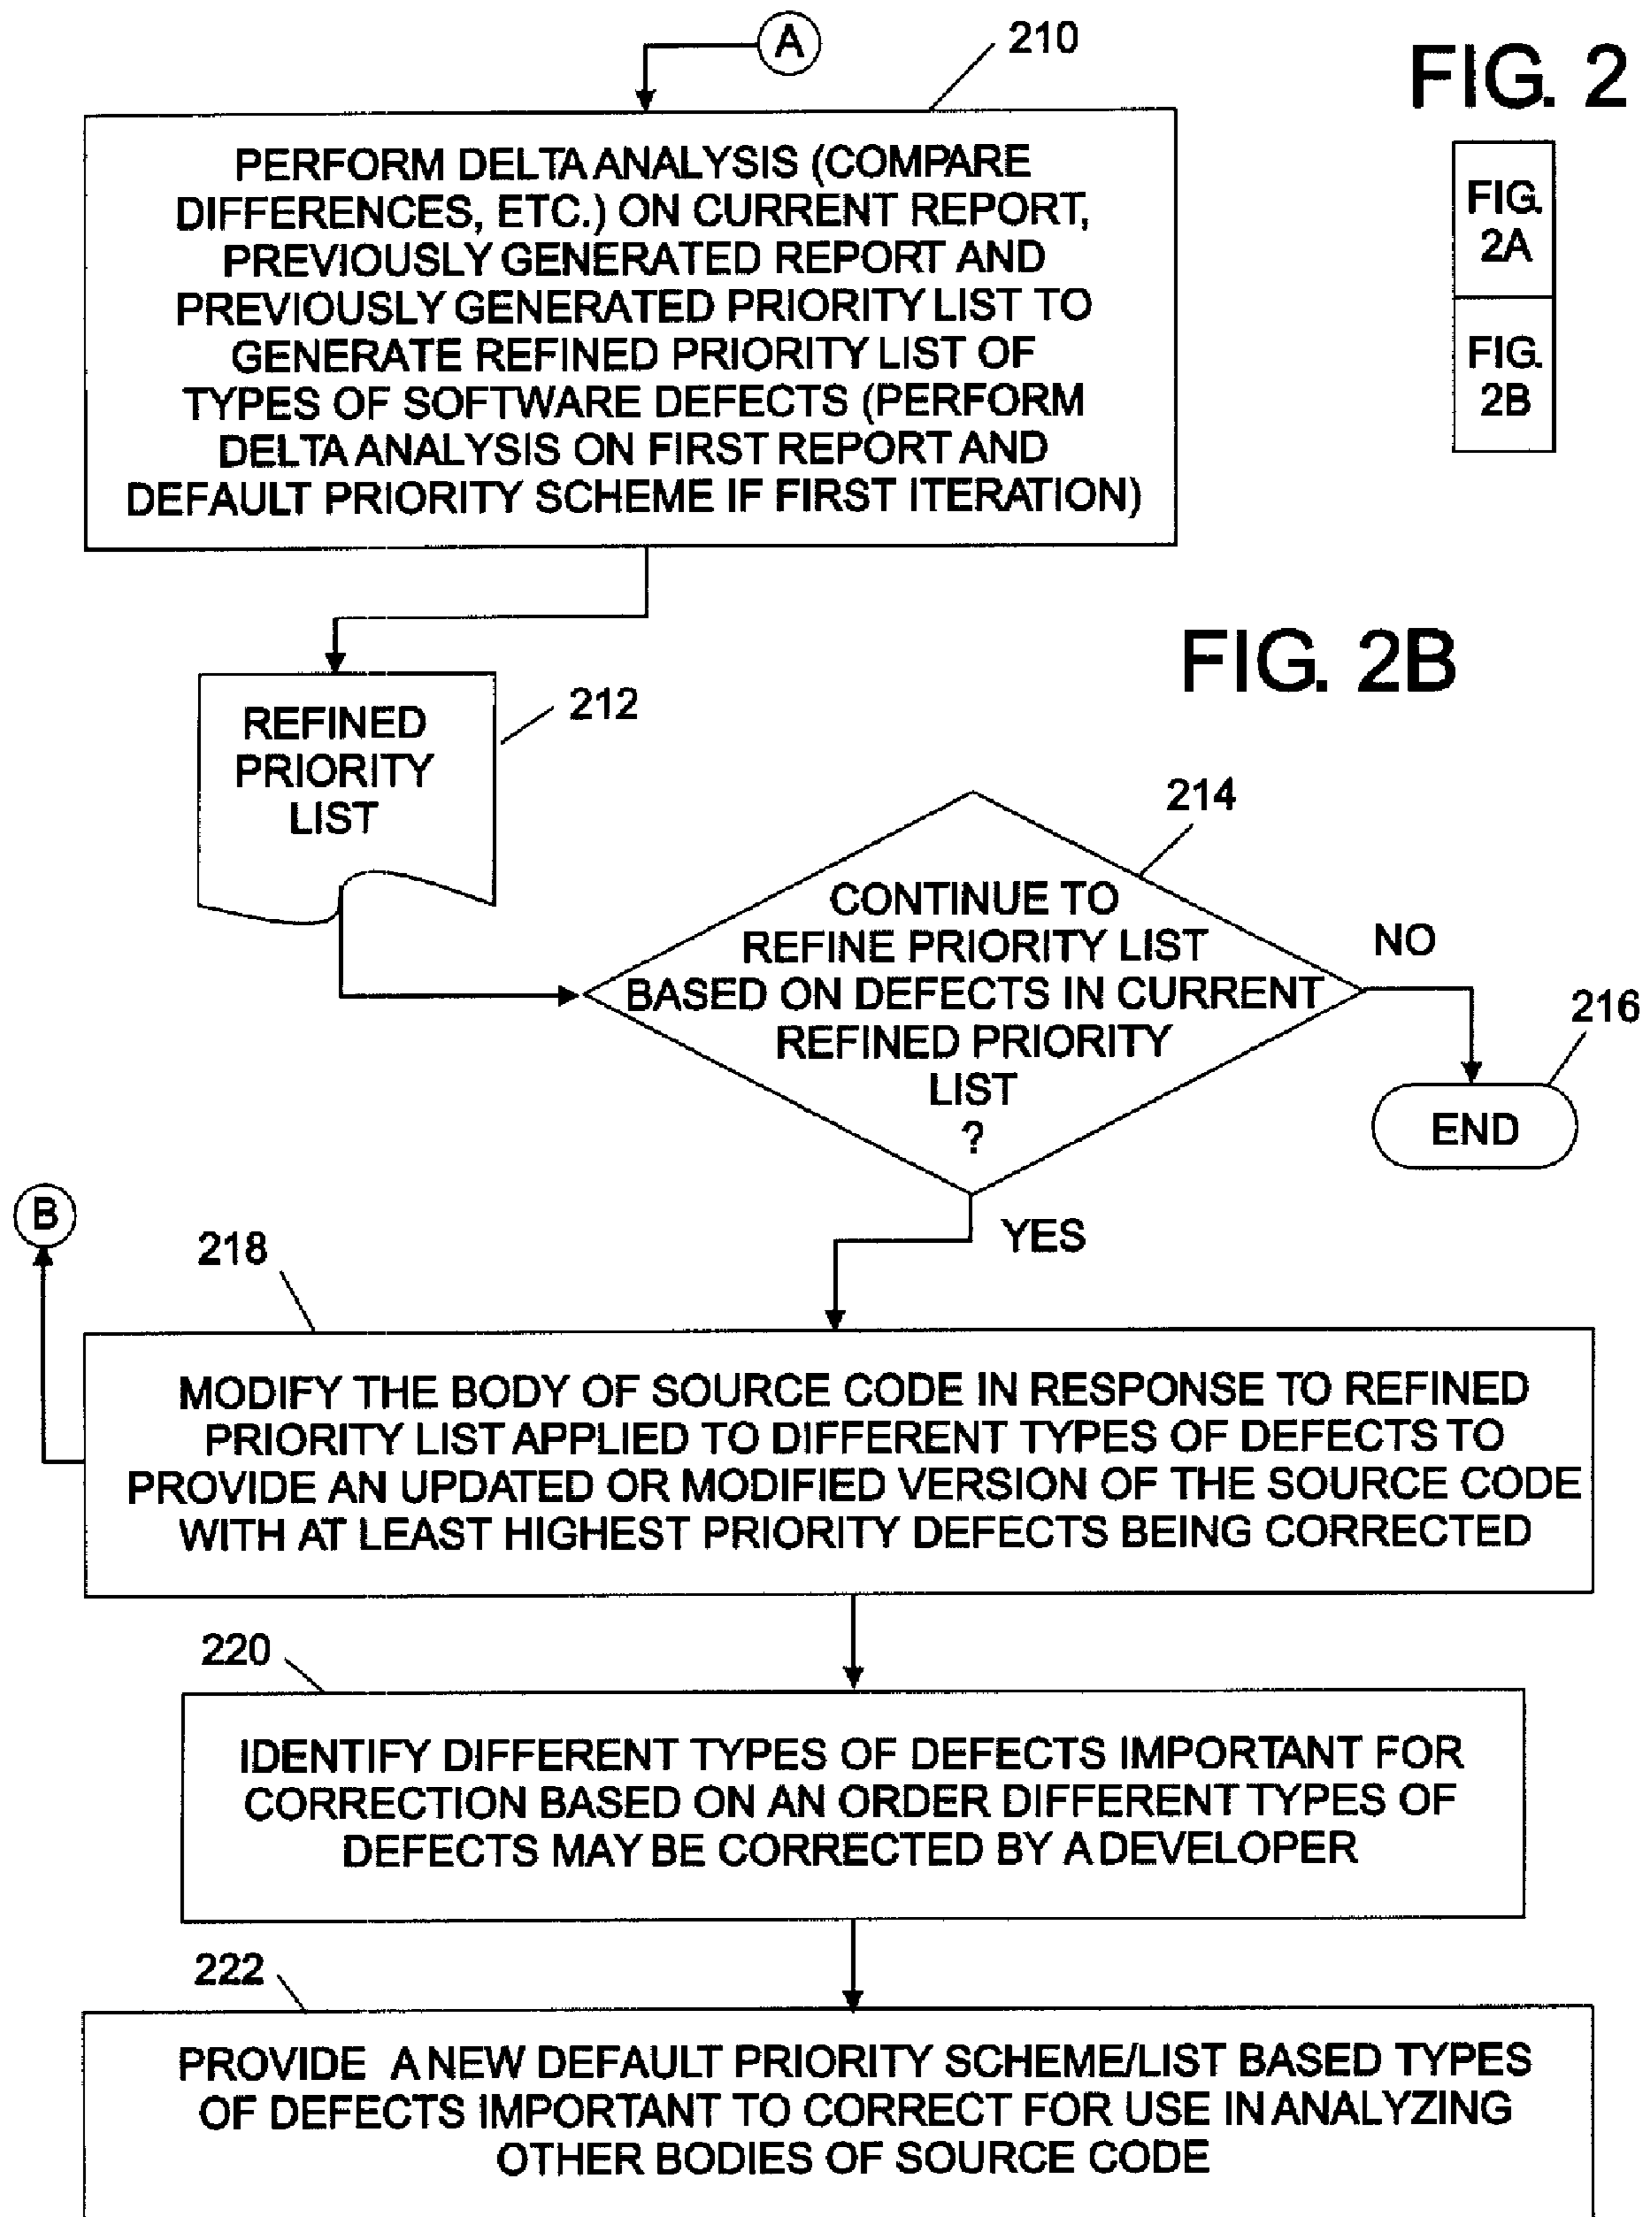 A
210
FIG. 2
FIG.
2A
FIG.
2B
PERFORM DELTA ANALYSIS (COMPARE
DIFFERENCES, ETC.) ON CURRENT REPORT,
PREVIOUSLY GENERATED REPORT AND
PREVIOUSLY GENERATED PRIORITY LIST TO
GENERATE REFINED PRIORITY LIST OF
TYPES OF SOFTWARE DEFECTS (PERFORM
DELTA ANALYSIS ON FIRST REPORT AND
DEFAULT PRIORITY SCHEME IF FIRST ITERATION)
FIG. 2B
REFINED
PRIORITY
LIST
212
214
CONTINUE TO
REFINE PRIORITY LIST
BASED ON DEFECTS IN CURRENT
REFINED PRIORITY
LIST
?
NO
216
END
YES
B
218
MODIFY THE BODY OF SOURCE CODE IN RESPONSE TO REFINED
PRIORITY LIST APPLIED TO DIFFERENT TYPES OF DEFECTS TO
PROVIDE AN UPDATED OR MODIFIED VERSION OF THE SOURCE CODE
WITH AT LEAST HIGHEST PRIORITY DEFECTS BEING CORRECTED
220
IDENTIFY DIFFERENT TYPES OF DEFECTS IMPORTANT FOR
CORRECTION BASED ON AN ORDER DIFFERENT TYPES OF
DEFECTS MAY BE CORRECTED BY A DEVELOPER
222
PROVIDE A NEW DEFAULT PRIORITY SCHEME/LIST BASED TYPES
OF DEFECTS IMPORTANT TO CORRECT FOR USE IN ANALYZING
OTHER BODIES OF SOURCE CODE